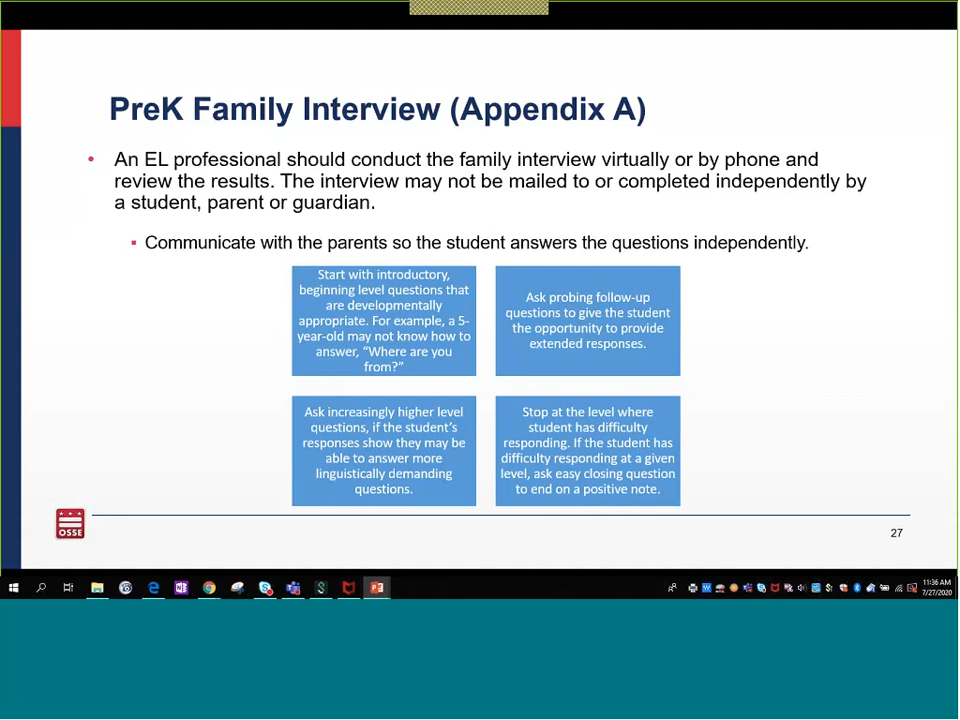 PreK Family Interview (Appendix A)
• An EL professional should conduct the family interview virtually or by phone and
review the results. The interview may not be mailed to or completed independently by
a student, parent or guardian.
▪ Communicate with the parents so the student answers the questions independently.
Start with introductory,
beginning level questions that
are developmentally
appropriate. For example, a 5-
year-old may not know how to
answer, “Where are you
from?”
Ask probing follow-up
questions to give the student
the opportunity to provide
extended responses.
Ask increasingly higher level
questions, if the student’s
responses show they may be
able to answer more
linguistically demanding
questions.
Stop at the level where
student has difficulty
responding. If the student has
difficulty responding at a given
level, ask easy closing question
to end on a positive note.
OSSE
27
11:36 AM
7/27/2020